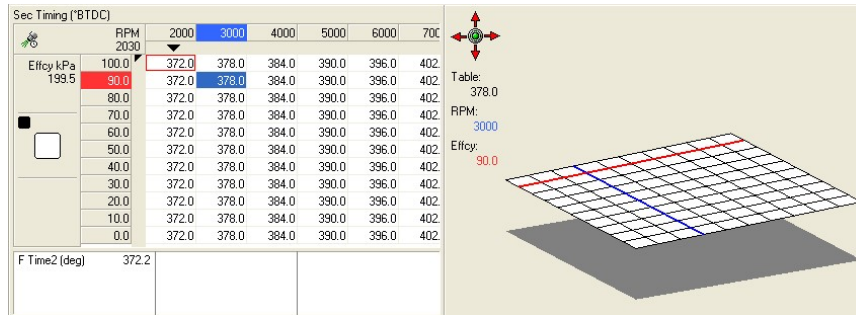 Sec Timing (°BTDC)
RPM 2000 3000 4000 5000 6000 700
2030
Effcy kPa 100.0 372.0 378.0 384.0 390.0 396.0 402.
199.5 90.0 372.0 378.0 384.0 390.0 396.0 402.
80.0 372.0 378.0 384.0 390.0 396.0 402.
70.0 372.0 378.0 384.0 390.0 396.0 402.
60.0 372.0 378.0 384.0 390.0 396.0 402.
50.0 372.0 378.0 384.0 390.0 396.0 402.
40.0 372.0 378.0 384.0 390.0 396.0 402.
30.0 372.0 378.0 384.0 390.0 396.0 402.
20.0 372.0 378.0 384.0 390.0 396.0 402.
10.0 372.0 378.0 384.0 390.0 396.0 402.
0.0 372.0 378.0 384.0 390.0 396.0 402.
F Time2 (deg) 372.2
Table:
378.0
RPM:
3000
Effcy:
90.0